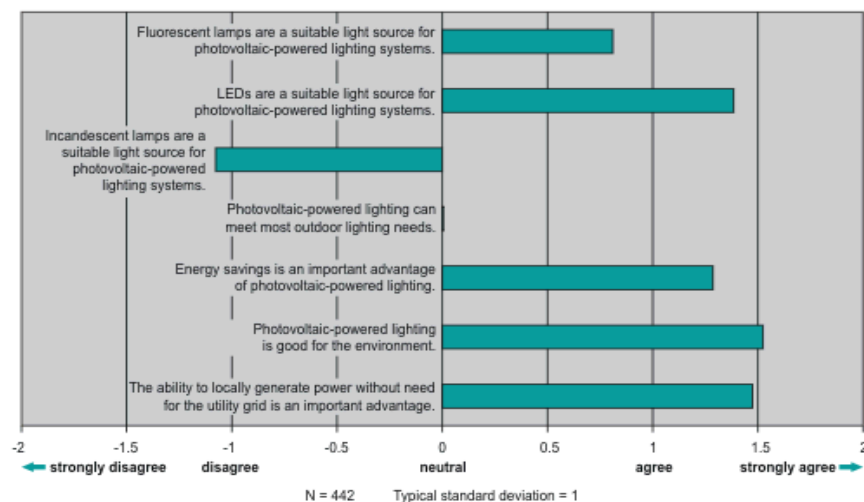 Fluorescent lamps are a suitable light source for
photovoltaic-powered lighting systems.
LEDs are a suitable light source for
photovoltaic-powered lighting systems.
Incandescent lamps are a
suitable light source for
photovoltaic-powered
lighting systems.
Photovoltaic-powered lighting can
meet most outdoor lighting needs.
Energy savings is an important advantage
of photovoltaic-powered lighting.
Photovoltaic-powered lighting
is good for the environment.
The ability to locally generate power without need
for the utility grid is an important advantage.
-2 -1.5 -1 -0.5 0 0.5 1 1.5 2
strongly disagree disagree neutral agree strongly agree
N = 442 Typical standard deviation = 1